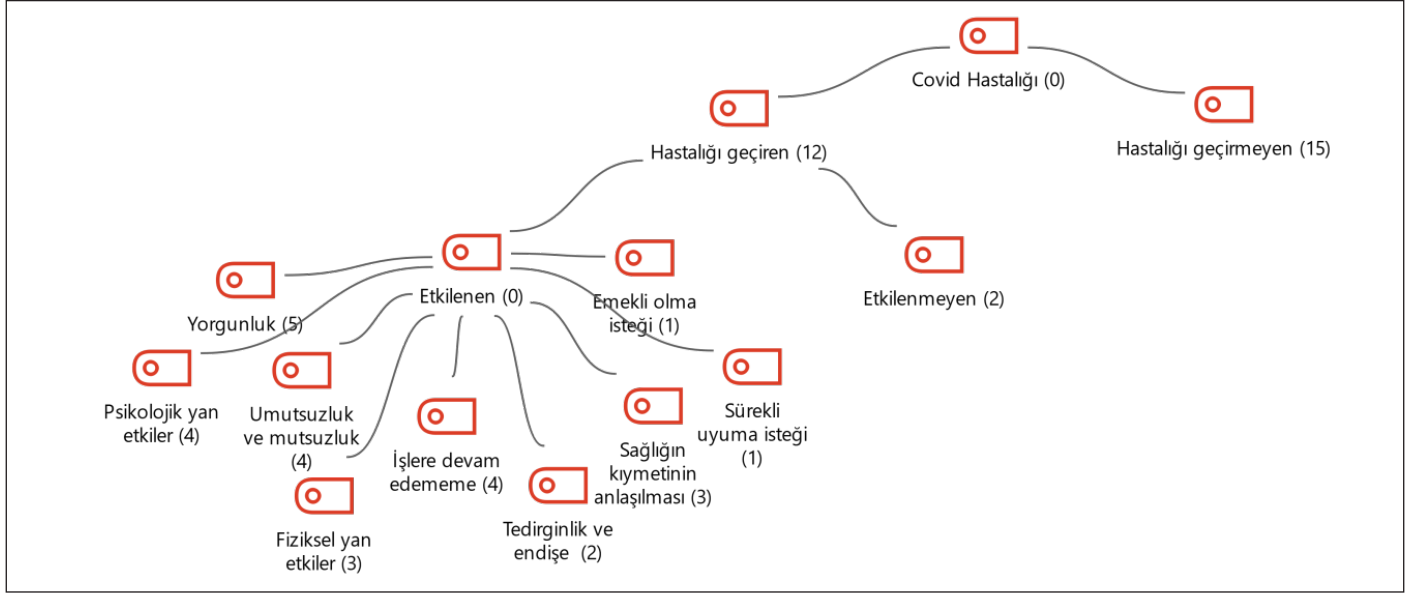 Covid Hastalığı (0)
Hastalığı geçiren (12)
Hastalığı geçirmeyen (15)
Etkilenen (0)
Emekli olma
isteği (1)
Etkilenmeyen (2)
Yorgunluk (5)
Psikolojik yan
etkiler (4)
Umutsuzluk
ve mutsuzluk
(4)
İşlere devam
edememe (4)
Sağlığın
kıymetinin
anlaşılması (3)
Sürekli
uyuma isteği
(1)
Fiziksel yan
etkiler (3)
Tedirginlik ve
endişe (2)